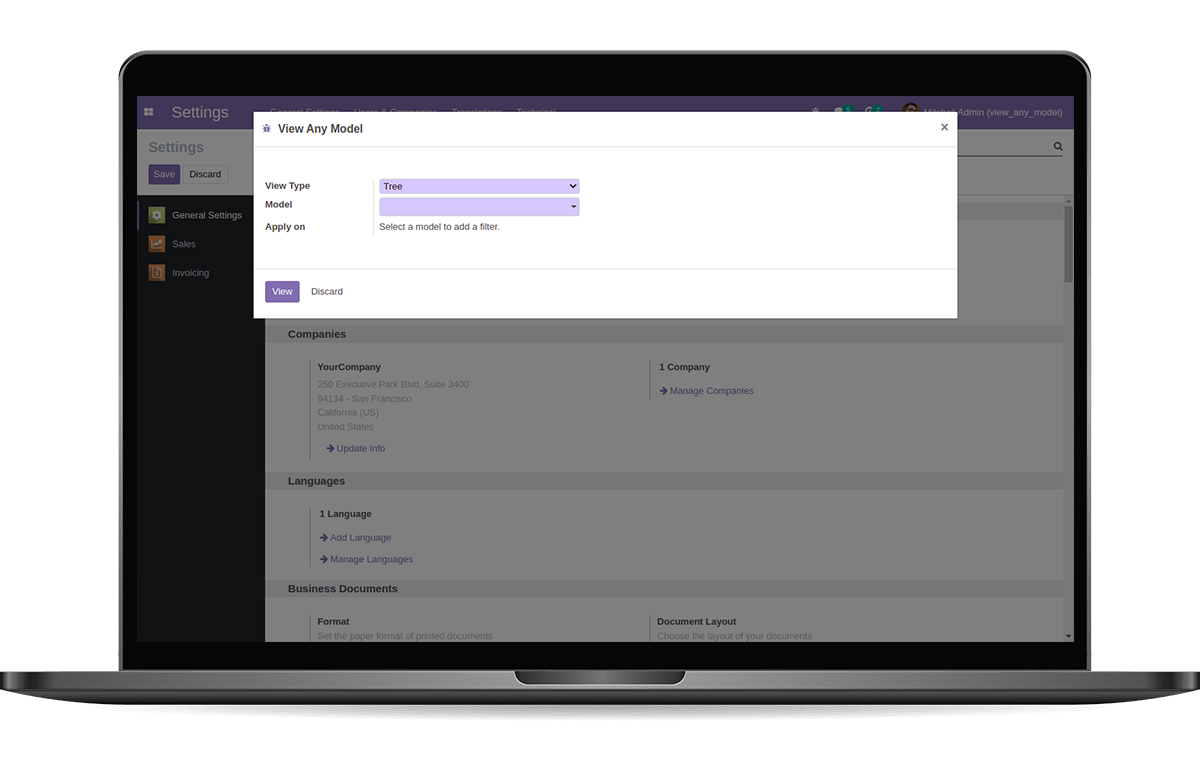 Settings
General Settings Users & Companies Translations Technical
Mitchell Admin (view_any_model)
View Any Model
×
Settings
Save Discard
View Type Tree
Model
Apply on Select a model to add a filter.
View Discard
General Settings
Sales
Invoicing
Companies
YourCompany
250 Executive Park Blvd, Suite 3400
94134 - San Francisco
California (US)
United States
Update Info
1 Company
Manage Companies
Languages
1 Language
Add Language
Manage Languages
Business Documents
Format
Set the paper format of printed documents
Document Layout
Choose the layout of your documents